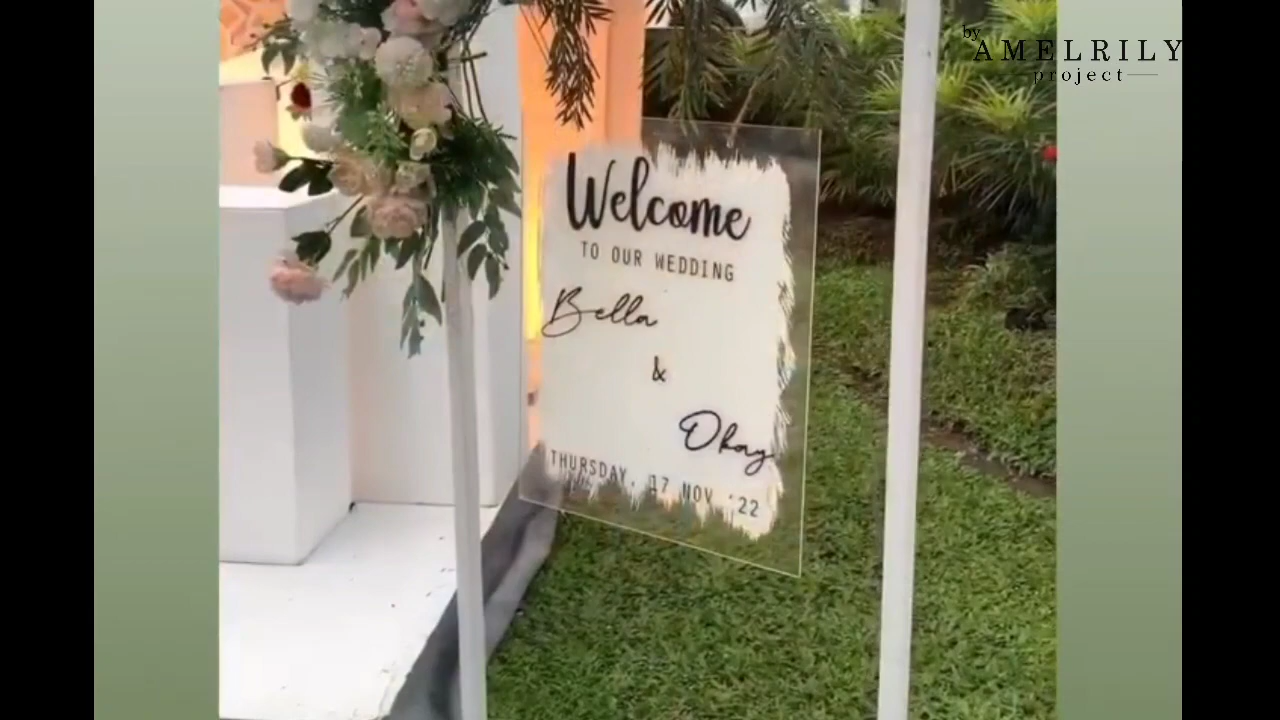 by
AMELRILY
project
Welcome
TO OUR WEDDING
Bella
&
Okay
THURSDAY, 17 NOV '22